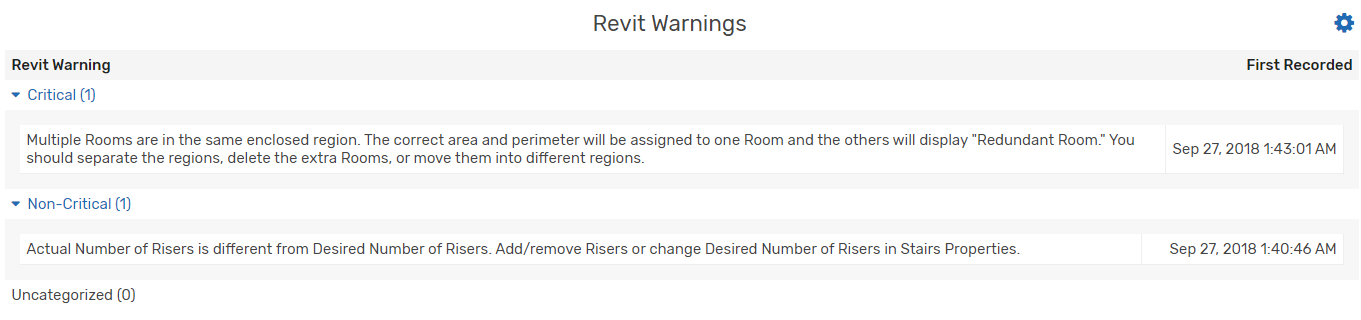 Revit Warnings
Revit Warning First Recorded
Critical (1)
Multiple Rooms are in the same enclosed region. The correct area and perimeter will be assigned to one Room and the others will display "Redundant Room." You
should separate the regions, delete the extra Rooms, or move them into different regions.
Sep 27, 2018 1:43:01 AM
Non-Critical (1)
Actual Number of Risers is different from Desired Number of Risers. Add/remove Risers or change Desired Number of Risers in Stairs Properties. Sep 27, 2018 1:40:46 AM
Uncategorized (0)